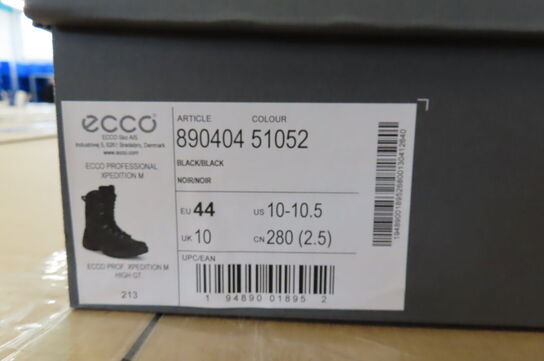 ecco
ECCO Sko A/S
Industrivej 5, 6261 Bredebro, Denmark
www.ecco.com
ECCO PROFESSIONAL
XPEDITION M
ECCO PROF. XPEDITION M
HIGH GT
213
ARTICLE COLOUR
890404 51052
BLACK/BLACK
NOIR/NOIR
EU 44 US 10-10.5
UK 10 CN 280 (2.5)
UPC/EAN
1 94890 01895 2